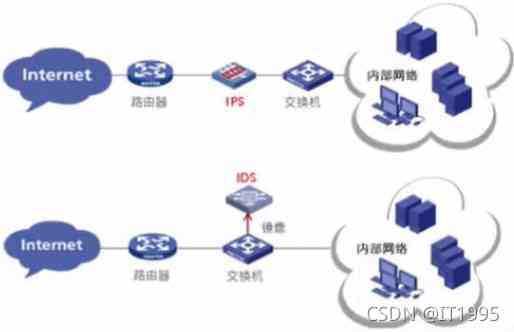 Internet
路由器
IPS
交换机
内部网络
IDS
镜像
Internet
路由器
交换机
内部网络
CSDN @IT1995